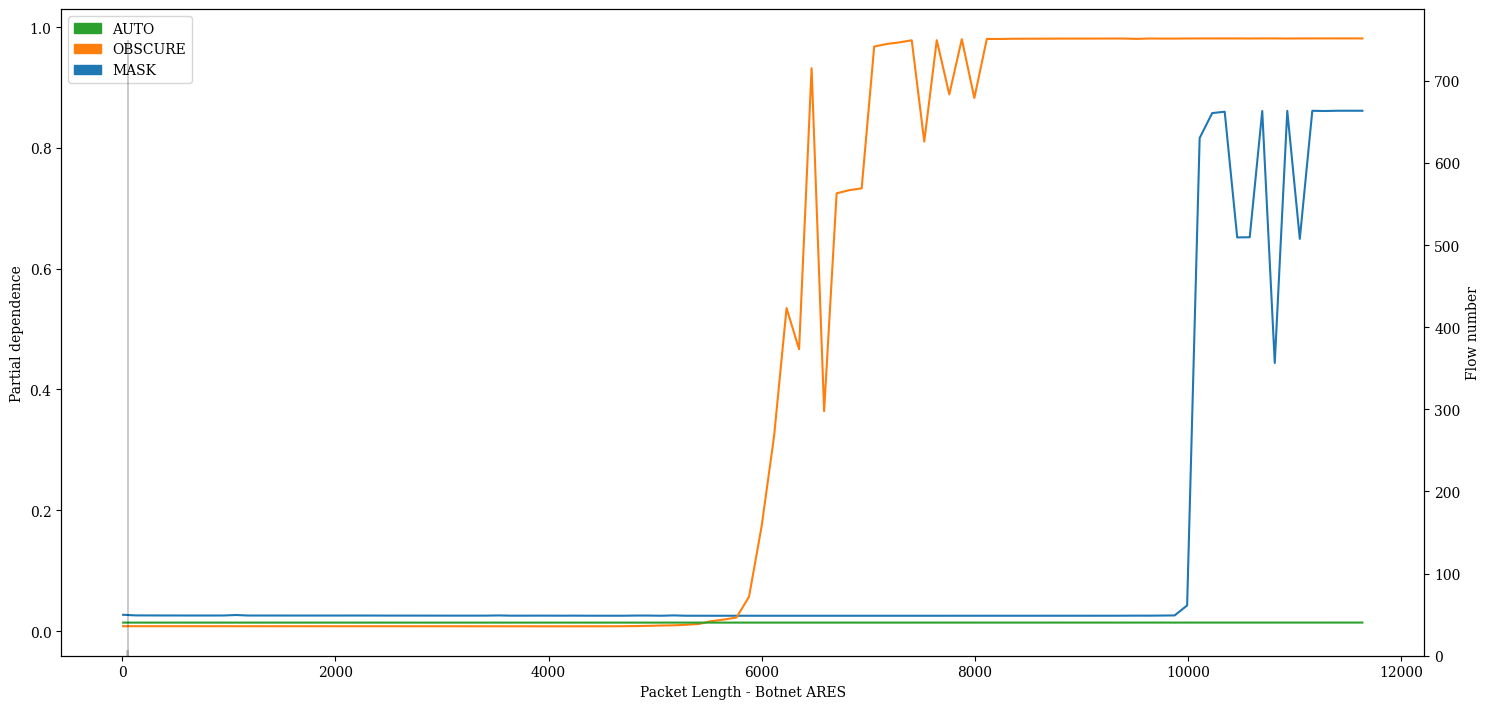 AUTO
OBSCURE
MASK
1.0
0.8
0.6
0.4
0.2
0.0
Partial dependence
700
600
500
400
300
200
100
0
Flow number
0 2000 4000 6000 8000 10000 12000
Packet Length - Botnet ARES